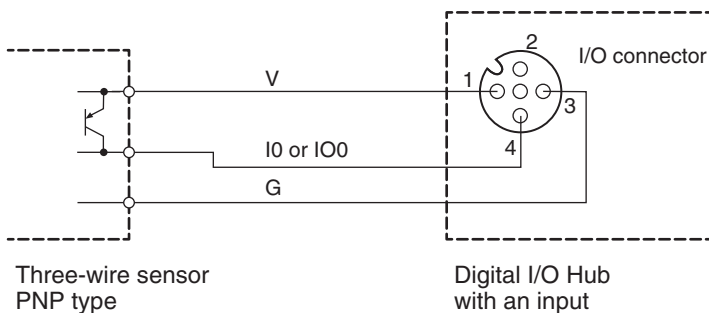 2
I/O connector
V
1
3
I0 or IO0
4
G
Three-wire sensor
PNP type
Digital I/O Hub
with an input